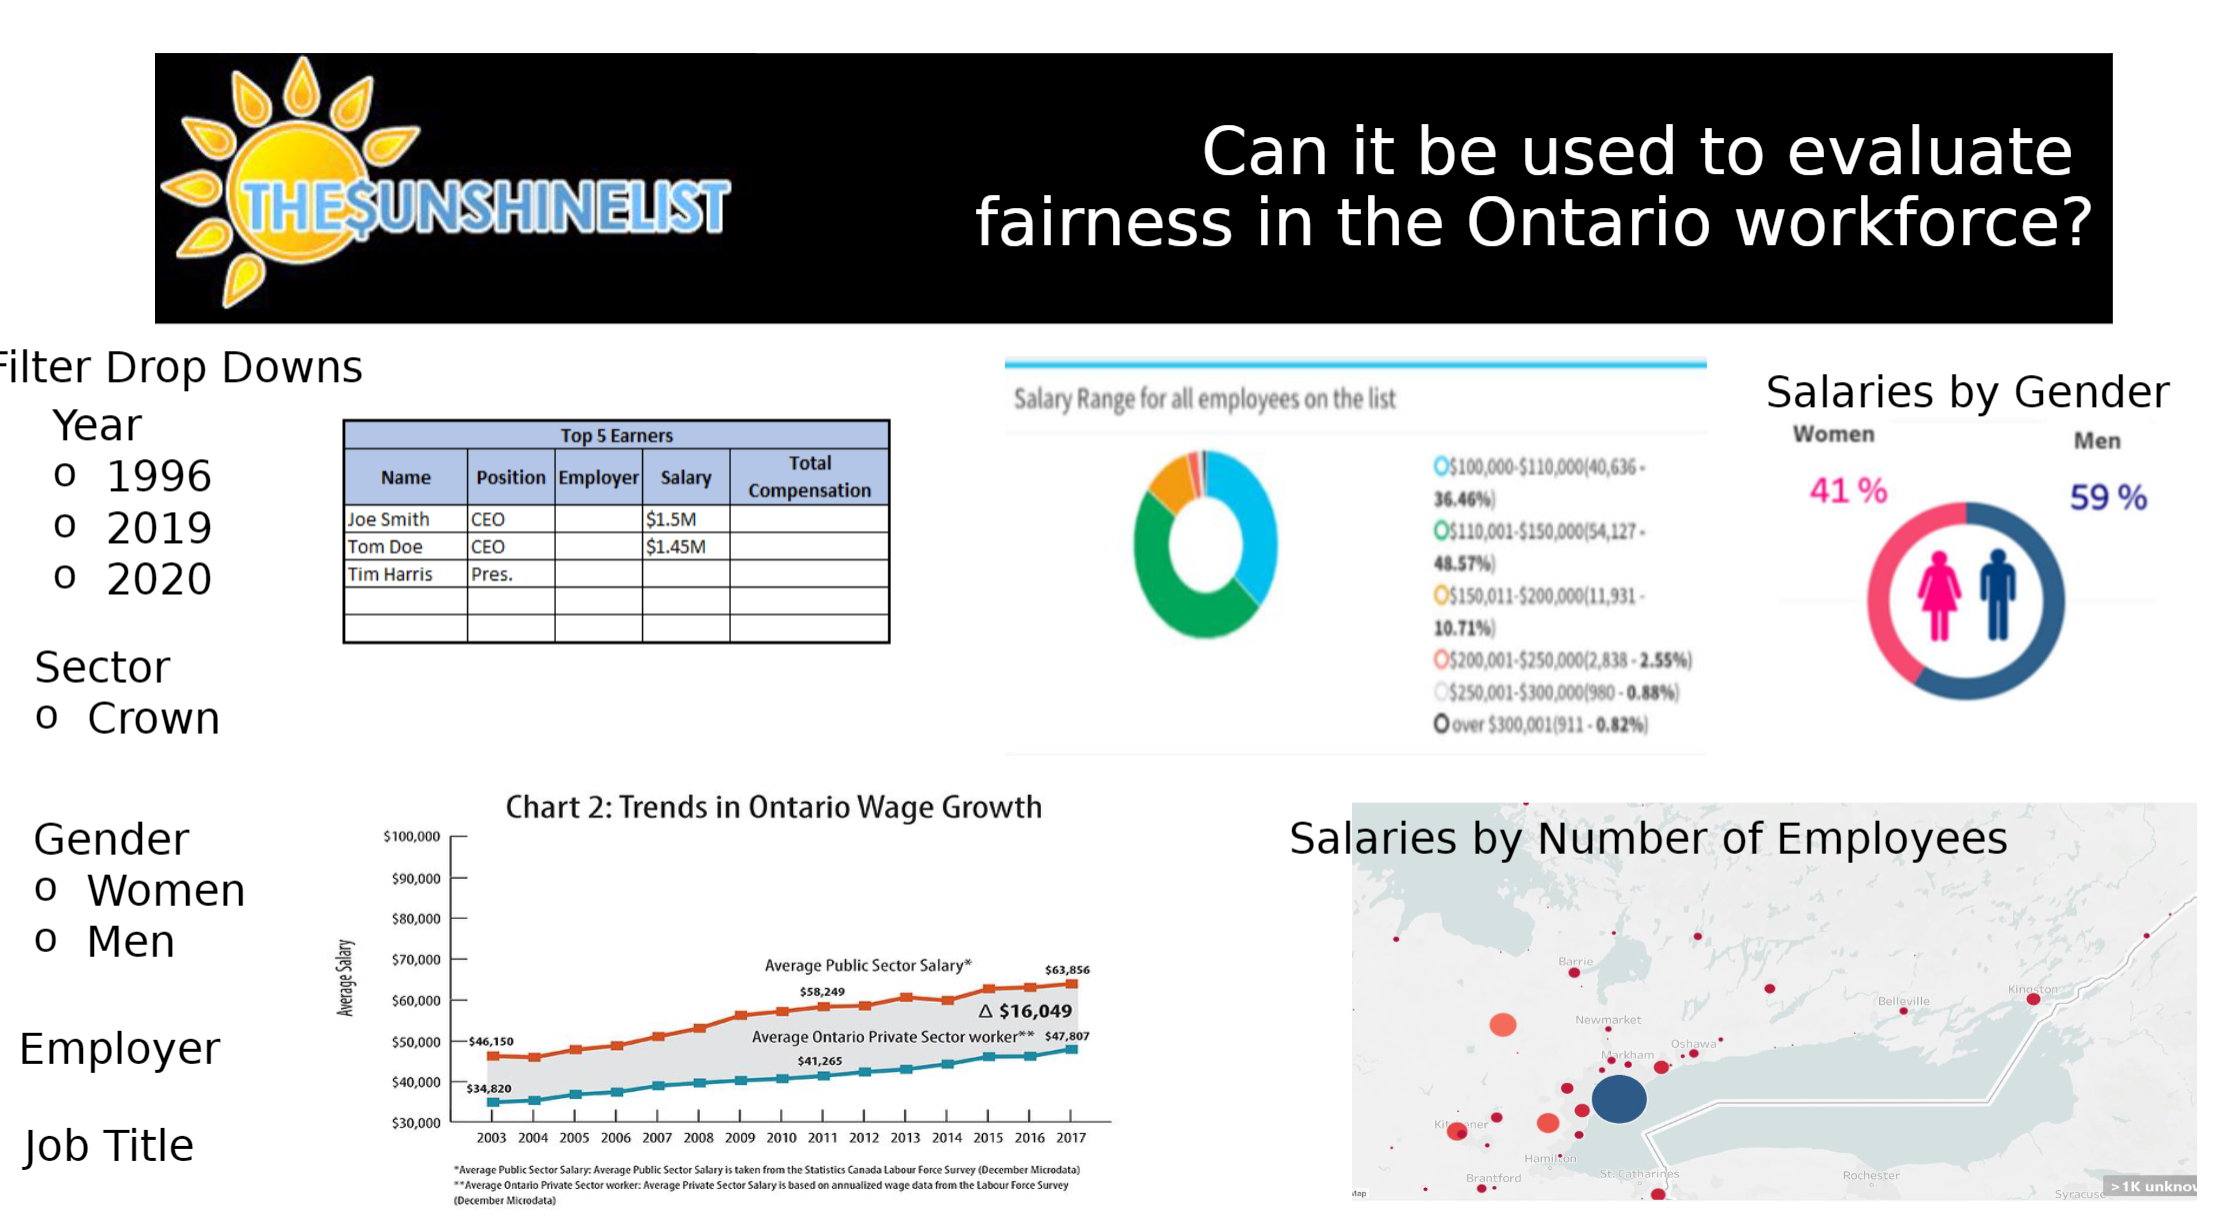 THE$UNSHINELIST
Can it be used to evaluate
fairness in the Ontario workforce?
Filter Drop Downs
Year
o 1996
o 2019
o 2020
Sector
o Crown
Gender
o Women
o Men
Employer
Job Title
Top 5 Earners
Name Position Employer Salary Total Compensation
Joe Smith CEO $1.5M
Tom Doe CEO $1.45M
Tim Harris Pres.
Salary Range for all employees on the list
$100,000-$110,000(40,636 -
36.46%)
$110,001-$150,000(54,127 -
48.57%)
$150,011-$200,000(11,931 -
10.71%)
$200,001-$250,000(2,838 - 2.55%)
$250,001-$300,000(980 - 0.88%)
over $300,001(911 - 0.82%)
Salaries by Gender
Women
Men
41 %
59 %
Chart 2: Trends in Ontario Wage Growth
Average Salary
$100,000
$90,000
$80,000
$70,000
$60,000
$50,000
$40,000
$30,000
Average Public Sector Salary*
$63,856
$58,249
Δ $16,049
$46,150
Average Ontario Private Sector worker** $47,807
$41,265
$34,820
2003 2004 2005 2006 2007 2008 2009 2010 2011 2012 2013 2014 2015 2016 2017
*Average Public Sector Salary: Average Public Sector Salary is taken from the Statistics Canada Labour Force Survey (December Microdata)
**Average Ontario Private Sector worker: Average Private Sector Salary is based on annualized wage data from the Labour Force Survey
(December Microdata)
Salaries by Number of Employees
Barrie
Kingston
Belleville
Newmarket
Oshawa
Markham
Hamilton
St. Catharines
Brantford
Rochester
Syracuse
>1K unknow